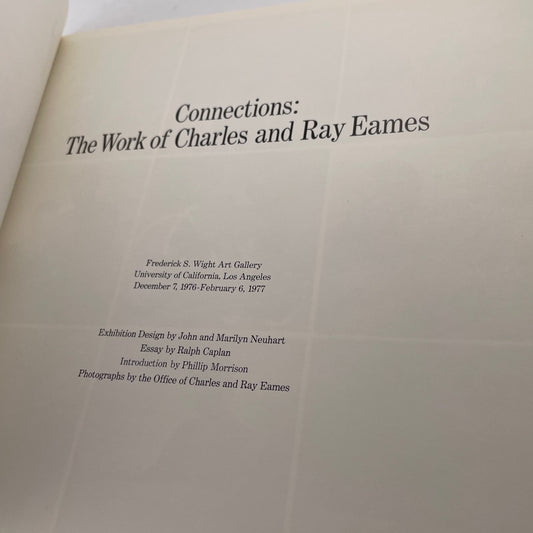 Connections:
The Work of Charles and Ray Eames
Frederick S. Wight Art Gallery
University of California, Los Angeles
December 7, 1976-February 6, 1977
Exhibition Design by John and Marilyn Neuhart
Essay by Ralph Caplan
Introduction by Phillip Morrison
Photographs by the Office of Charles and Ray Eames